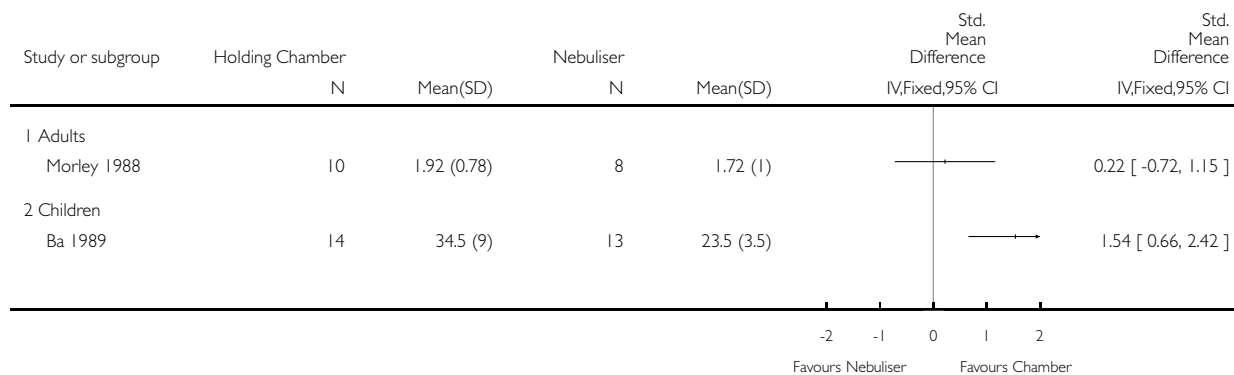 Study or subgroup Holding Chamber Nebuliser Std. Mean Difference Std. Mean Difference
N Mean(SD) N Mean(SD) IV,Fixed,95% CI IV,Fixed,95% CI
1 Adults
Morley 1988 10 1.92 (0.78) 8 1.72 (1) 0.22 [ -0.72, 1.15 ]
2 Children
Ba 1989 14 34.5 (9) 13 23.5 (3.5) 1.54 [ 0.66, 2.42 ]
-2 -1 0 1 2
Favours Nebuliser Favours Chamber